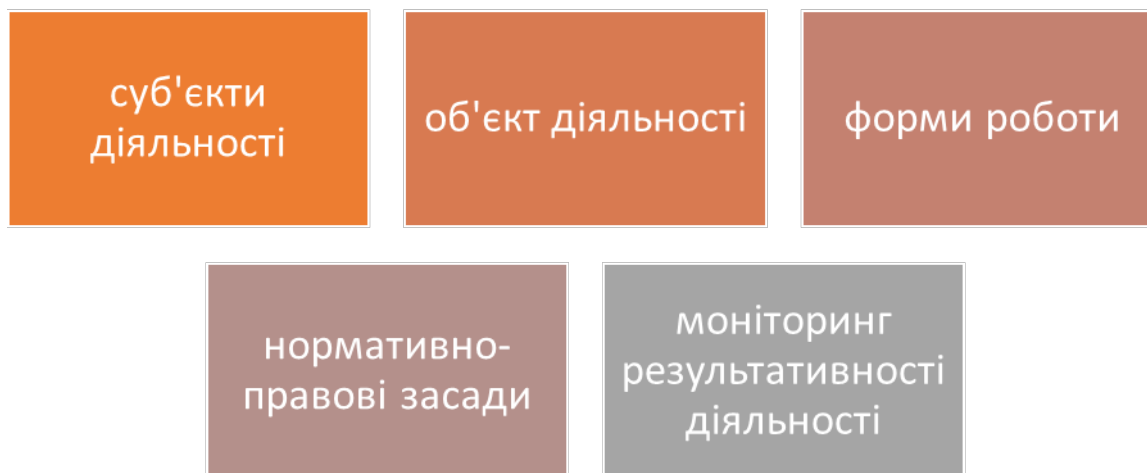 суб'єкти
діяльності
об'єкт діяльності
форми роботи
нормативно-
правові засади
моніторинг
результативності
діяльності